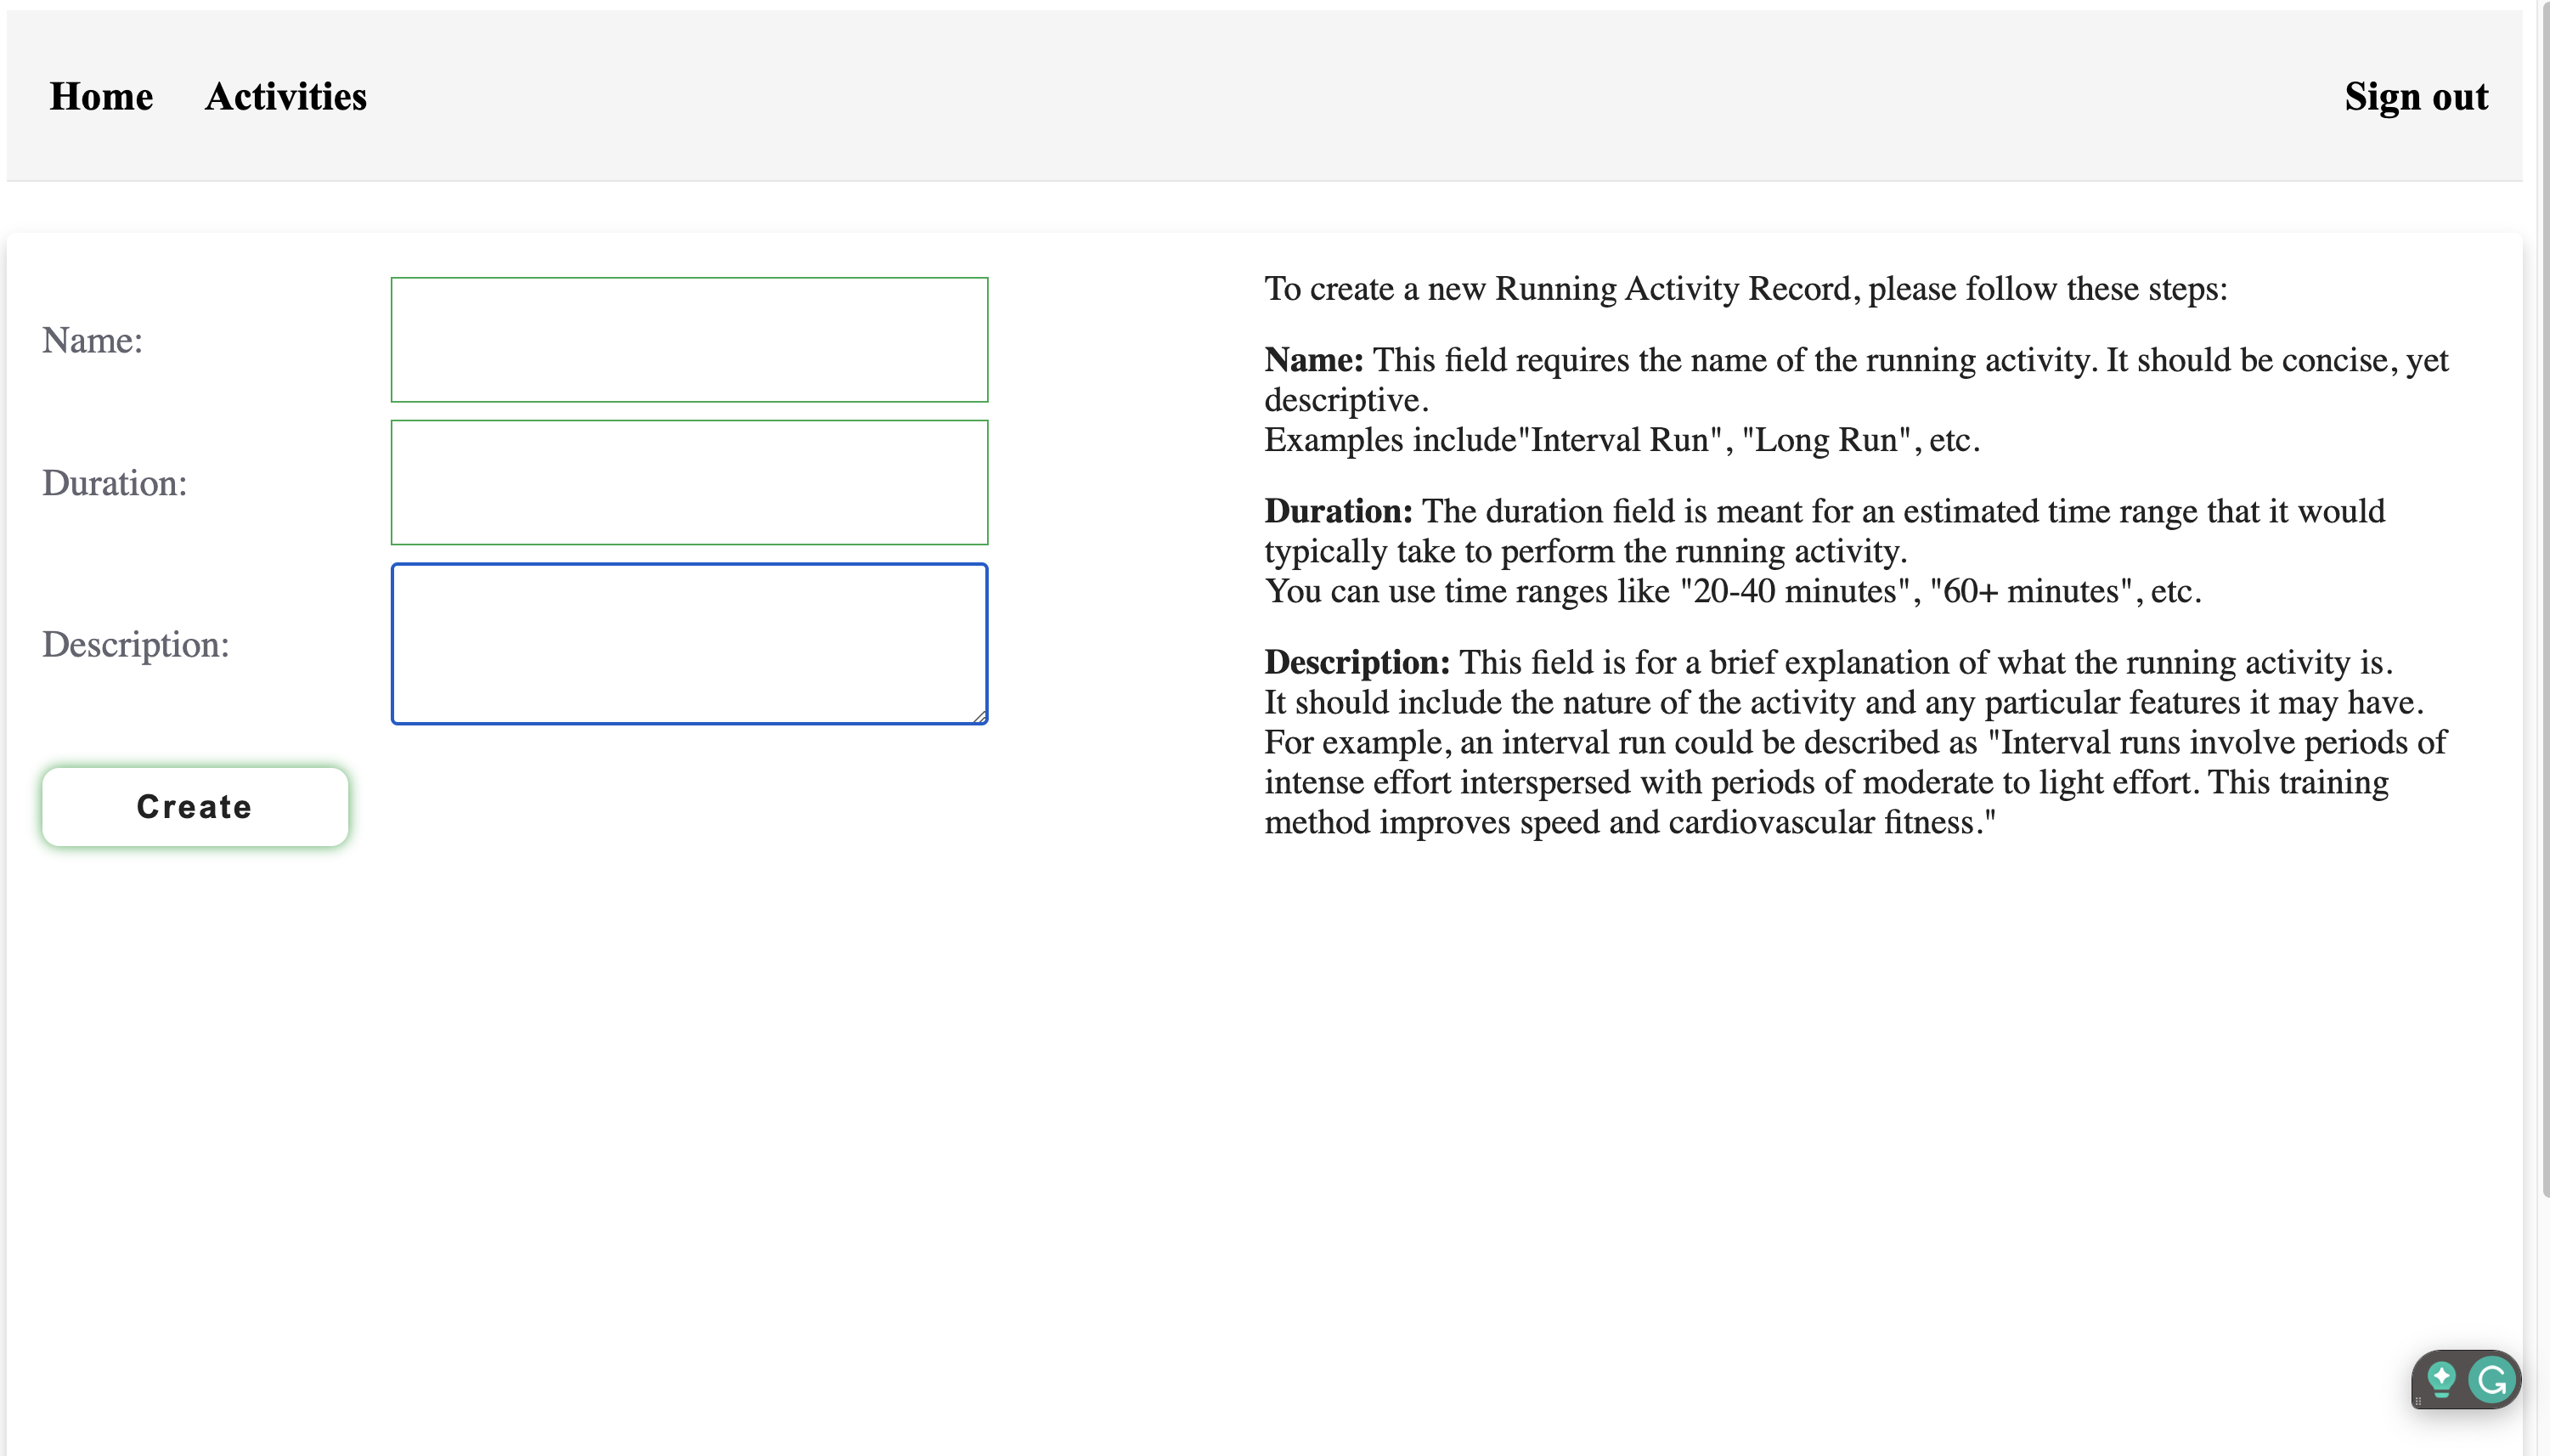 Home Activities Sign out
Name:
Duration:
Description:
Create
To create a new Running Activity Record, please follow these steps:
Name: This field requires the name of the running activity. It should be concise, yet
descriptive.
Examples include"Interval Run", "Long Run", etc.
Duration: The duration field is meant for an estimated time range that it would
typically take to perform the running activity.
You can use time ranges like "20-40 minutes", "60+ minutes", etc.
Description: This field is for a brief explanation of what the running activity is.
It should include the nature of the activity and any particular features it may have.
For example, an interval run could be described as "Interval runs involve periods of
intense effort interspersed with periods of moderate to light effort. This training
method improves speed and cardiovascular fitness."